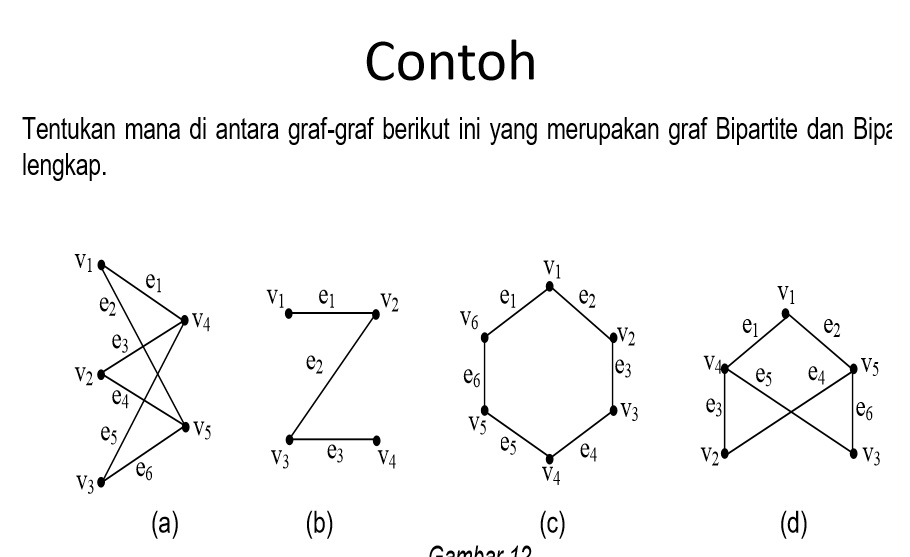 Contoh
Tentukan mana di antara graf-graf berikut ini yang merupakan graf Bipartite dan Bipa
lengkap.
v1 e1 e2 v4 e3 v2 e4 e5 v5 v3 e6
v1 e1 v2 e2 v3 e3 v4
v1 e1 e2 v6 v2 e6 e3 v5 v3 e5 e4 v4
v1 e1 e2 v4 e5 e4 v5 e3 e6 v2 v3
(a) (b) (c) (d)
Gambar 12